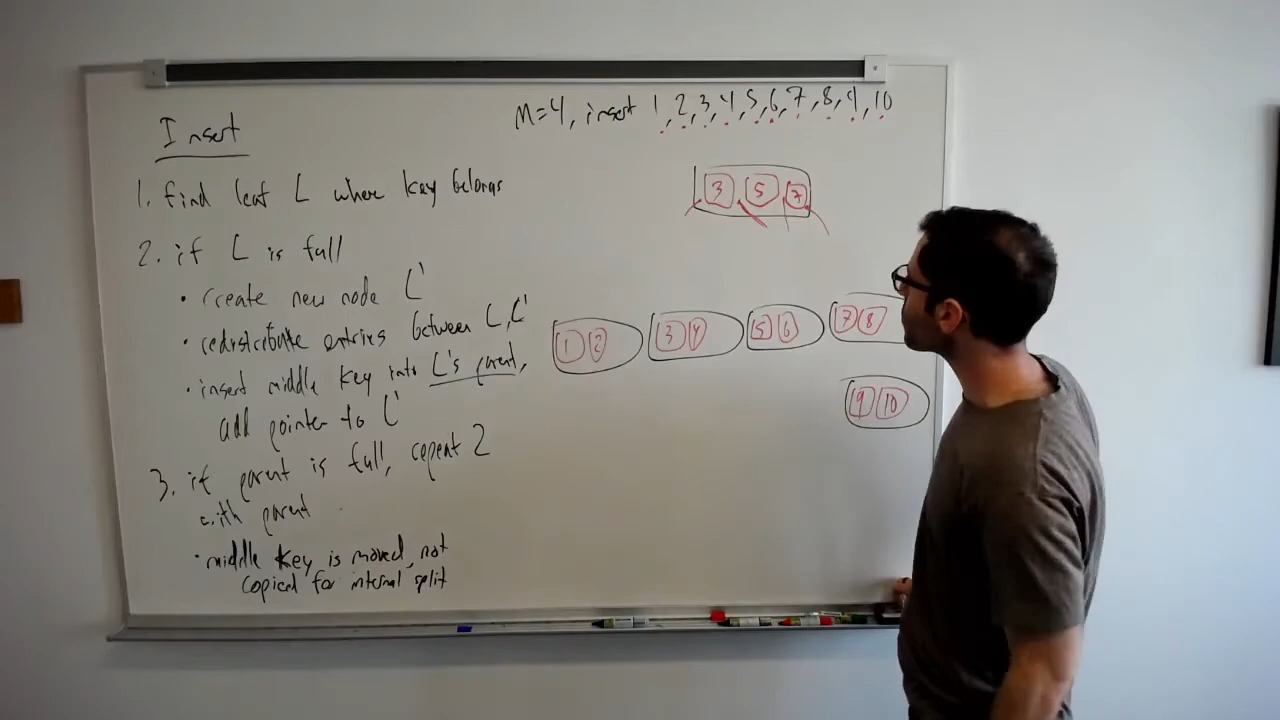 M=4, insert 1, 2, 3, 4, 5, 6, 7, 8, 9, 10
Insert
1. find leaf L where key belongs
2. if L is full
• create new node L'
• redistribute entries between L, L'
• insert middle key into L's parent,
add pointer to L'
3. if parent is full, repeat 2
with parent
• middle key is moved, not
copied for internal split
3 5 7
1 2 3 4 5 6 7 8
9 10